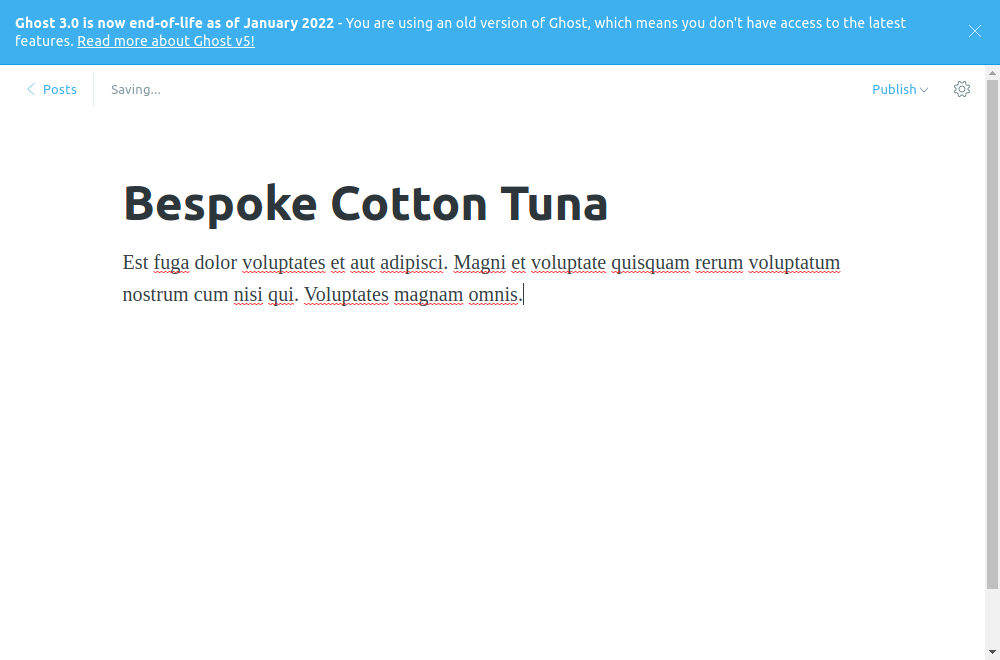 Ghost 3.0 is now end-of-life as of January 2022 - You are using an old version of Ghost, which means you don't have access to the latest
features. Read more about Ghost v5!
Posts
Saving...
Publish
Bespoke Cotton Tuna
Est fuga dolor voluptates et aut adipisci. Magni et voluptate quisquam rerum voluptatum
nostrum cum nisi qui. Voluptates magnam omnis.